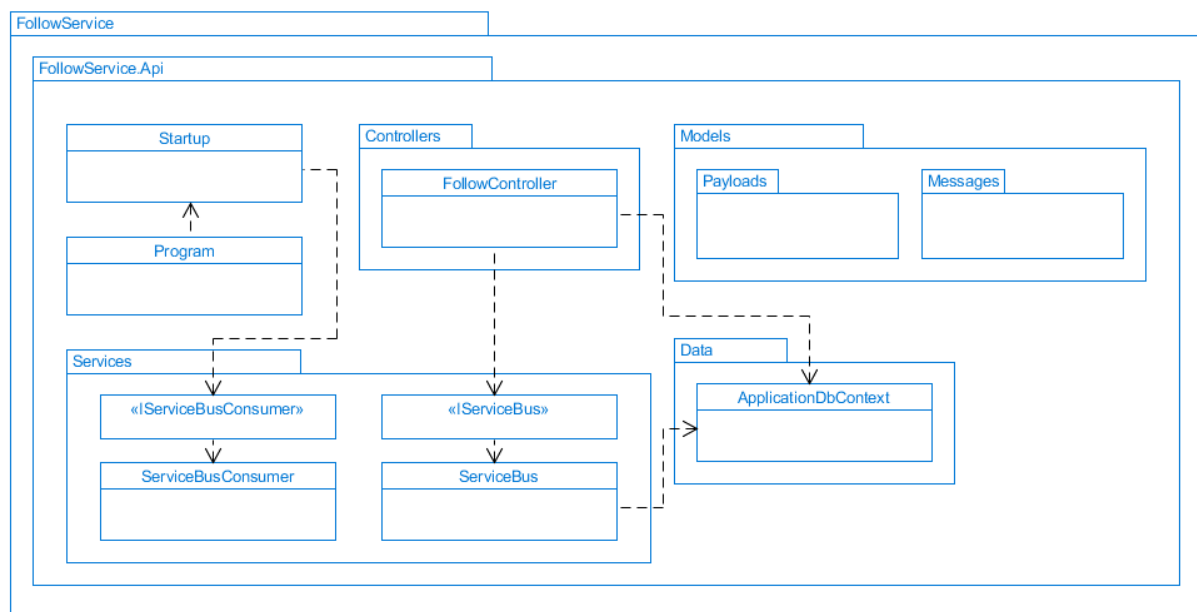 FollowService
FollowService.Api
Startup
Controllers
Models
FollowController
Payloads
Messages
Program
Services
Data
«IServiceBusConsumer»
«IServiceBus»
ApplicationDbContext
ServiceBusConsumer
ServiceBus